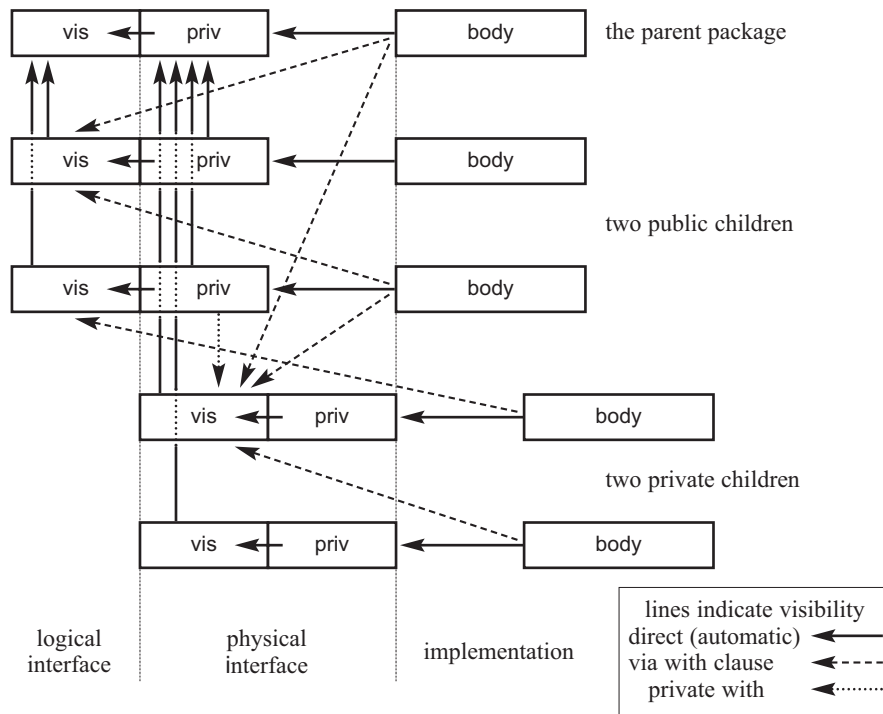 vis priv body the parent package
vis priv body
two public children
vis priv body
vis priv body
two private children
vis priv body
lines indicate visibility
logical interface
physical interface
implementation
direct (automatic)
via with clause
private with